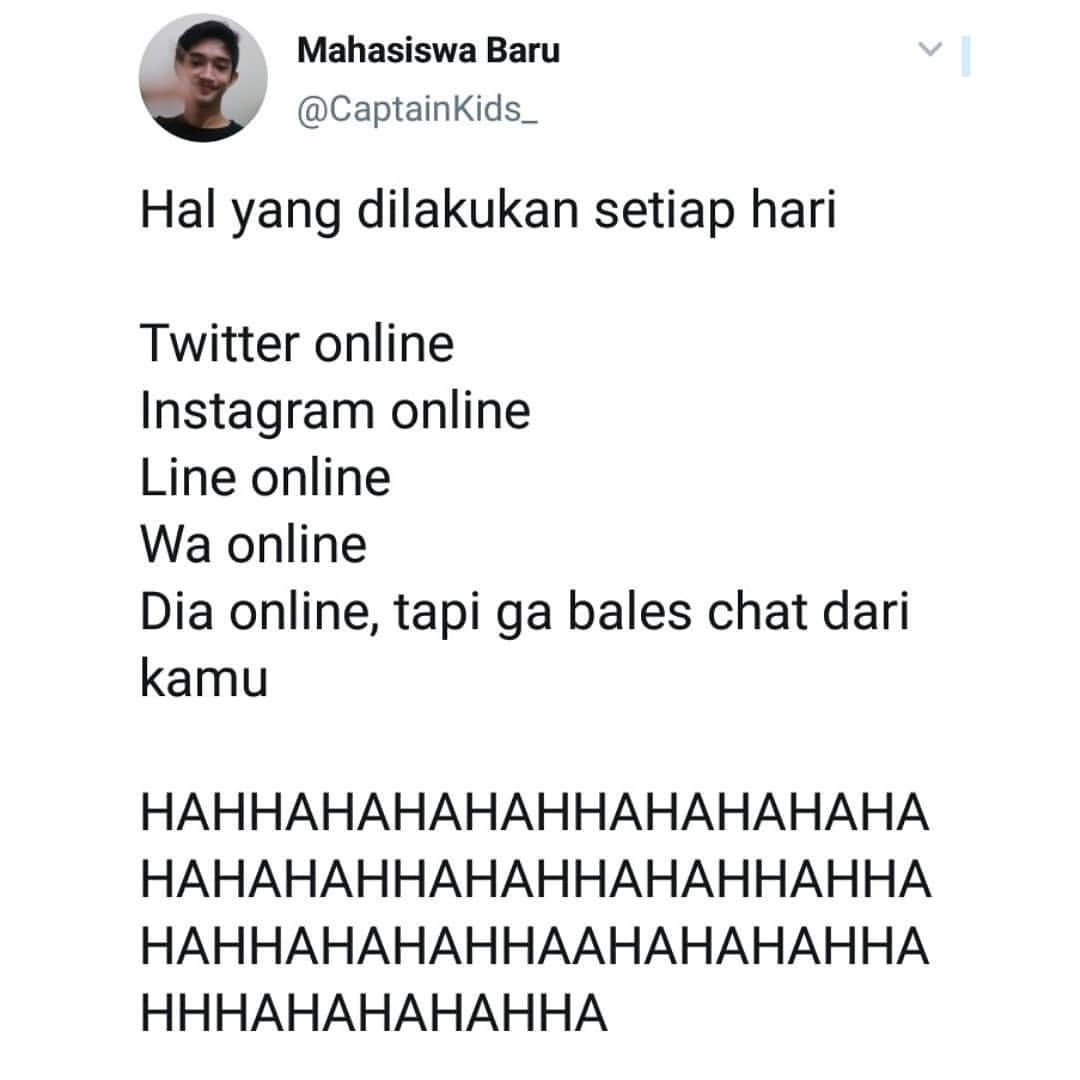 Mahasiswa Baru
@CaptainKids_
Hal yang dilakukan setiap hari
Twitter online
Instagram online
Line online
Wa online
Dia online, tapi ga bales chat dari
kamu
HAHHAHAHAHAHHAHAHAHAHA
HAHAHAHHAHAHHAHAHHAHHA
HAHHAHAHAHHAAHAHAHAHHA
HHHAHAHAHAHHA